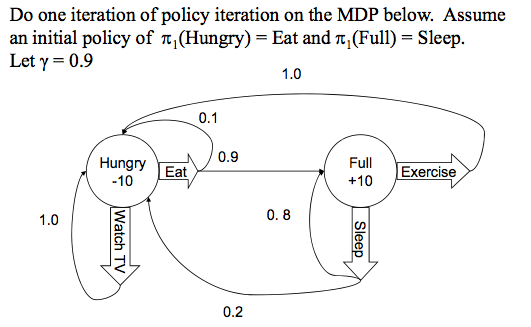 Do one iteration of policy iteration on the MDP below. Assume
an initial policy of π₁(Hungry) = Eat and π₁(Full) = Sleep.
Let γ = 0.9
1.0
0.1
0.9
Hungry
-10
Eat
Full
+10
Exercise
1.0
Watch TV
0. 8
Sleep
0.2